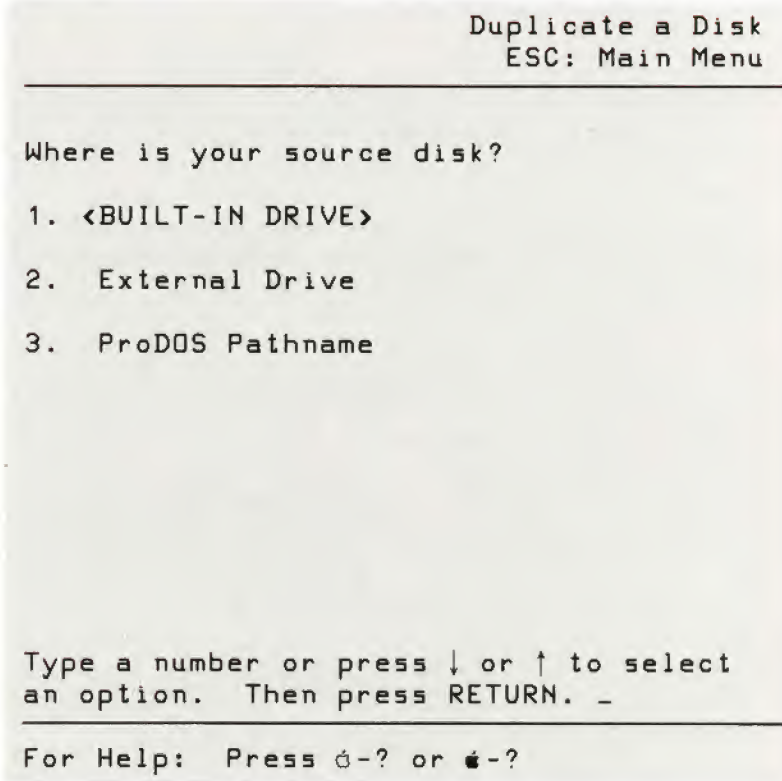 Duplicate a Disk
ESC: Main Menu
Where is your source disk?
1. <BUILT-IN DRIVE>
2. External Drive
3. ProDOS Pathname
Type a number or press ↓ or ↑ to select
an option. Then press RETURN. _
For Help: Press -? or -?